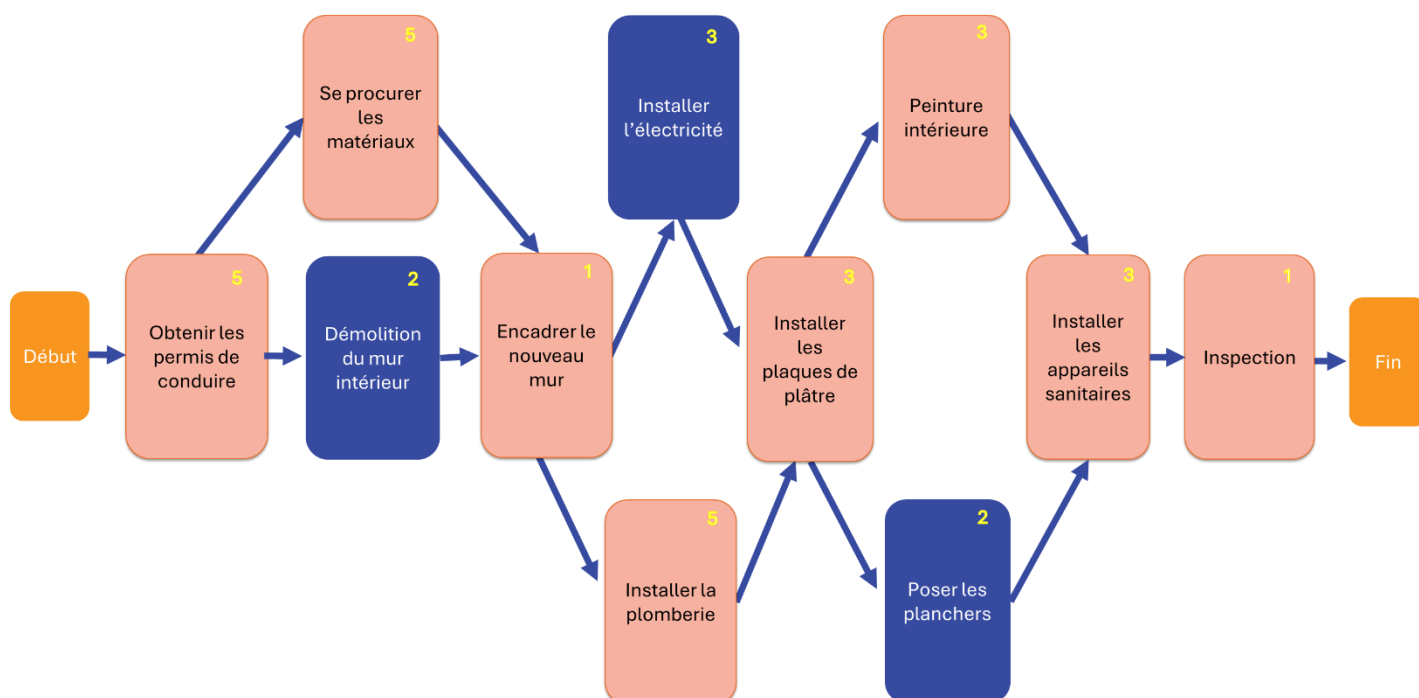 Début
5
Obtenir les
permis de
conduire
5
Se procurer
les
matériaux
2
Démolition
du mur
intérieur
1
Encadrer le
nouveau
mur
3
Installer
l’électricité
5
Installer la
plomberie
3
Installer
les
plaques de
plâtre
3
Peinture
intérieure
2
Poser les
planchers
3
Installer
les
appareils
sanitaires
1
Inspection
Fin